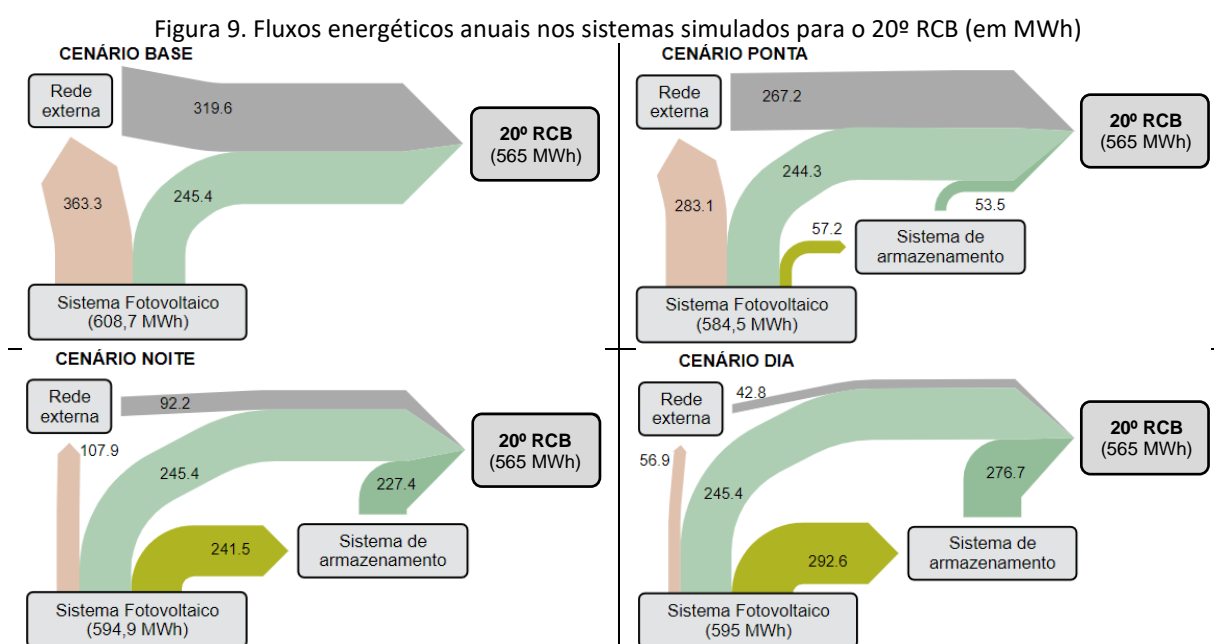 Figura 9. Fluxos energéticos anuais nos sistemas simulados para o 20º RCB (em MWh)
CENÁRIO BASE
Rede
externa
319.6
20º RCB
(565 MWh)
363.3
245.4
Sistema Fotovoltaico
(608,7 MWh)
CENÁRIO PONTA
Rede
externa
267.2
20º RCB
(565 MWh)
244.3
283.1
53.5
57.2
Sistema de
armazenamento
Sistema Fotovoltaico
(584,5 MWh)
CENÁRIO NOITE
Rede
externa
92.2
20º RCB
(565 MWh)
107.9
245.4
227.4
241.5
Sistema de
armazenamento
Sistema Fotovoltaico
(594,9 MWh)
CENÁRIO DIA
Rede
externa
42.8
20º RCB
(565 MWh)
56.9
245.4
276.7
292.6
Sistema de
armazenamento
Sistema Fotovoltaico
(595 MWh)